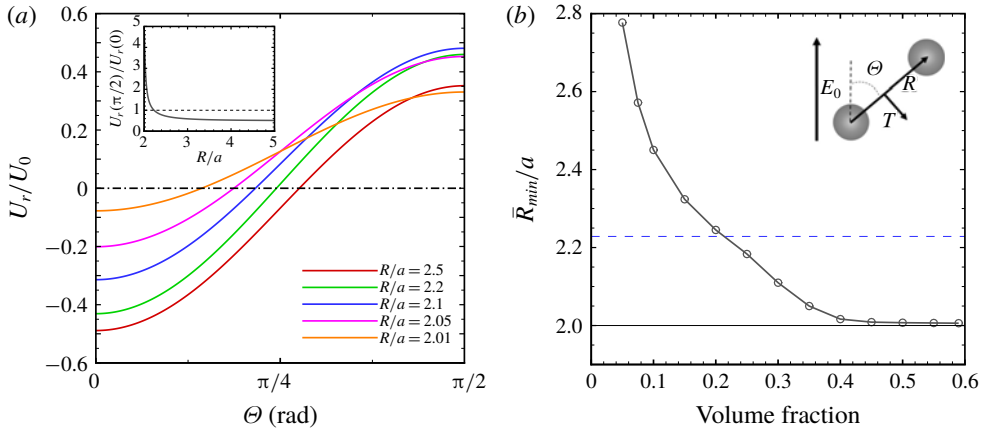 (a)
U_r/U_0
0.6
0.4
0.2
0
−0.2
−0.4
−0.6
0
π/4
π/2
Θ (rad)
U_r(π/2)/U_r(0)
5
4
3
2
1
0
2
3
4
5
R/a
R/a = 2.5
R/a = 2.2
R/a = 2.1
R/a = 2.05
R/a = 2.01
(b)
R̄_min/a
2.8
2.6
2.4
2.2
2.0
0
0.1
0.2
0.3
0.4
0.5
0.6
Volume fraction
E_0
Θ
R
T